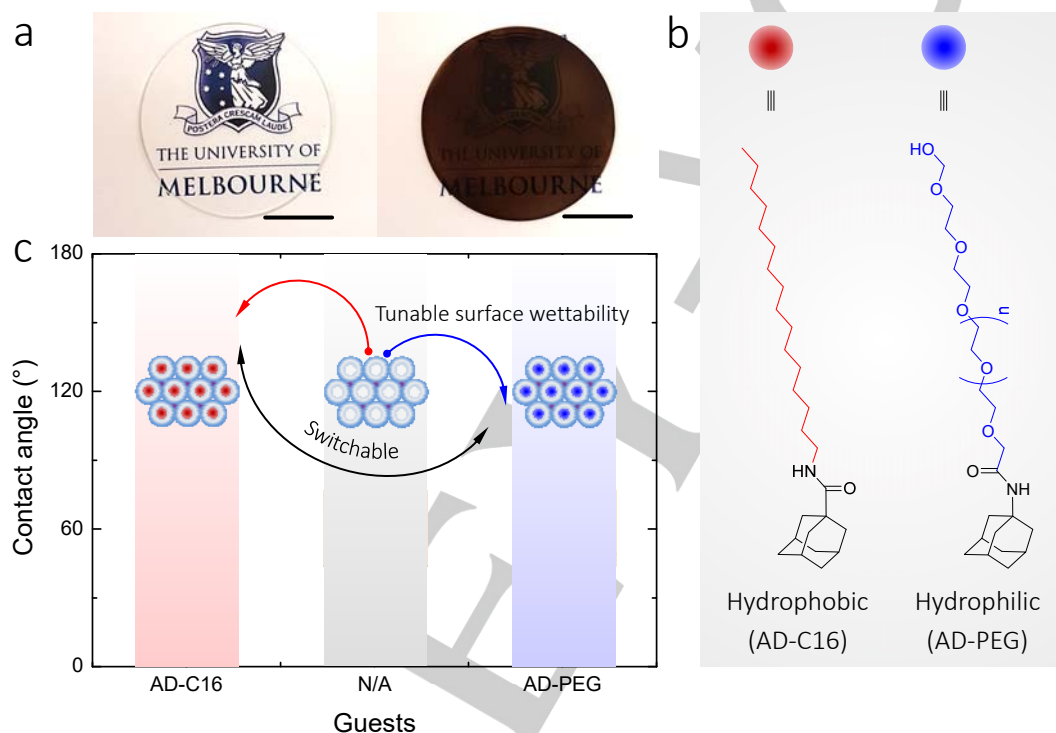 a
POSTERA CRESCAM LAUDE
THE UNIVERSITY OF
MELBOURNE
THE UNIVERSITY OF
MELBOURNE
b
HO
O
O
O
n
O
O
HN
O
O
NH
Hydrophobic
(AD-C16)
Hydrophilic
(AD-PEG)
c
180
120
60
0
Contact angle (°)
Tunable surface wettability
Switchable
AD-C16
N/A
AD-PEG
Guests